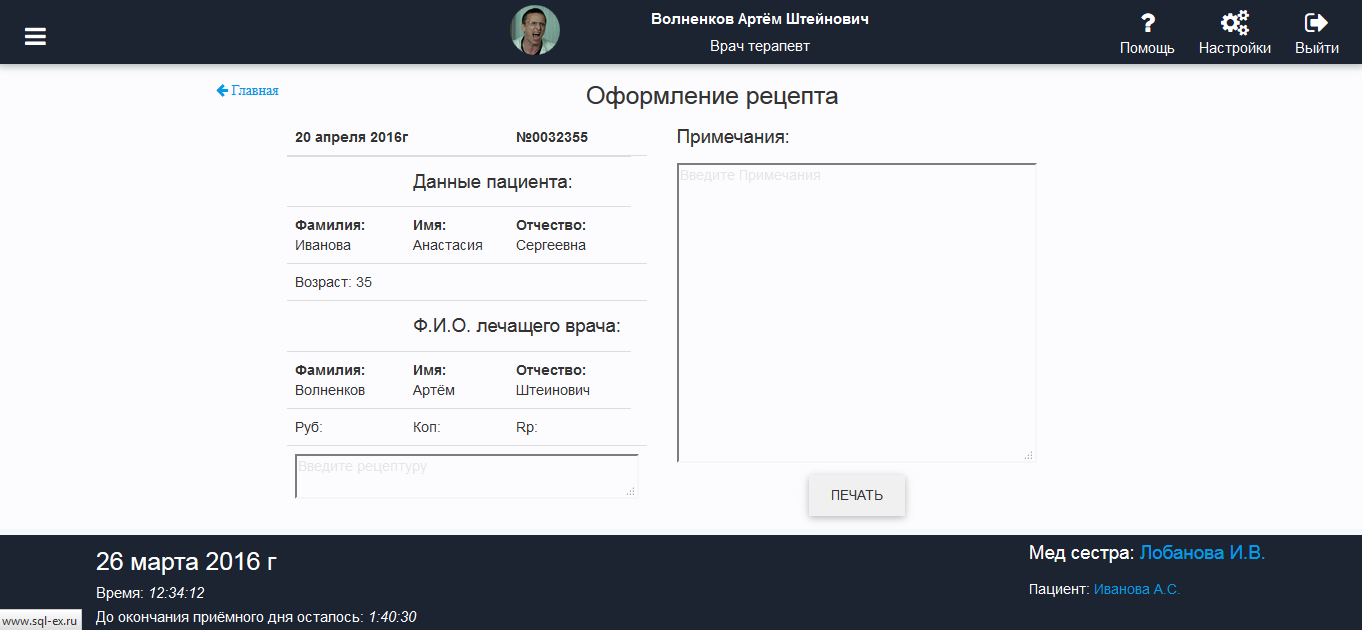 Волненков Артём Штейнович
Врач терапевт
Помощь Настройки Выйти
Главная
Оформление рецепта
20 апреля 2016г №0032355
Данные пациента:
Фамилия: Имя: Отчество:
Иванова Анастасия Сергеевна
Возраст: 35
Ф.И.О. лечащего врача:
Фамилия: Имя: Отчество:
Волненков Артём Штеинович
Руб: Коп: Rp:
Введите рецептуру
Примечания:
Введите Примечания
ПЕЧАТЬ
26 марта 2016 г
Время: 12:34:12
До окончания приёмного дня осталось: 1:40:30
Мед сестра: Лобанова И.В.
Пациент: Иванова А.С.
www.sql-ex.ru